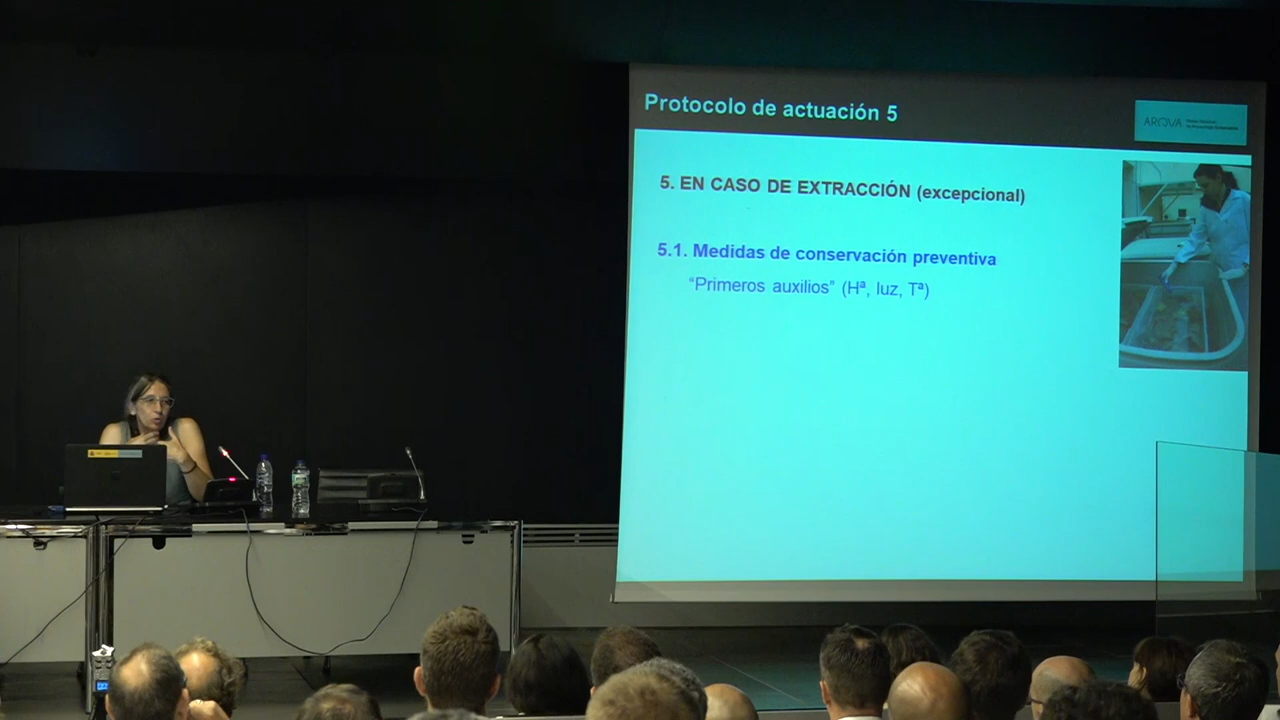 Protocolo de actuación 5
ARQVA
5. EN CASO DE EXTRACCIÓN (excepcional)
5.1. Medidas de conservación preventiva
“Primeros auxilios” (Hª, luz, Tª)